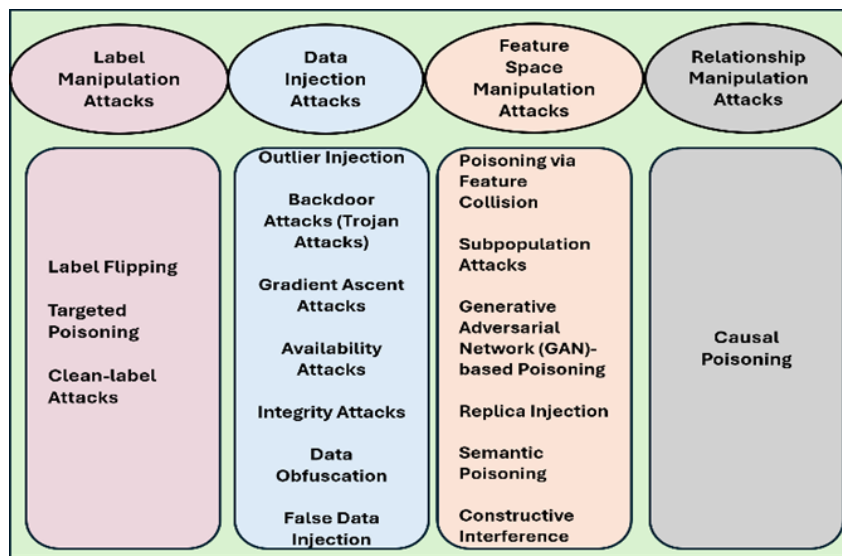 Label
Manipulation
Attacks
Data
Injection
Attacks
Feature
Space
Manipulation
Attacks
Relationship
Manipulation
Attacks
Label Flipping
Targeted
Poisoning
Clean-label
Attacks
Outlier Injection
Backdoor
Attacks (Trojan
Attacks)
Gradient Ascent
Attacks
Availability
Attacks
Integrity Attacks
Data
Obfuscation
False Data
Injection
Poisoning via
Feature
Collision
Subpopulation
Attacks
Generative
Adversarial
Network (GAN)-
based Poisoning
Replica Injection
Semantic
Poisoning
Constructive
Interference
Causal
Poisoning